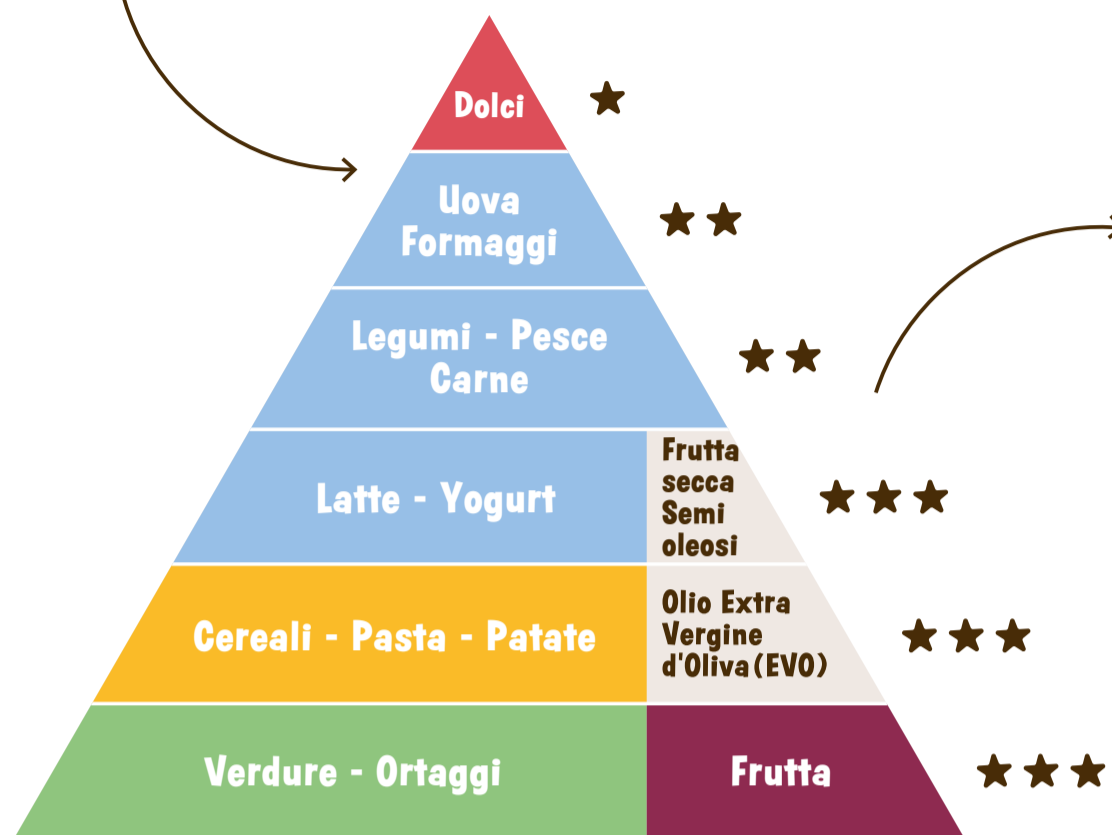 Dolci
Uova
Formaggi
Legumi - Pesce
Carne
Latte - Yogurt
Frutta
secca
Semi
oleosi
Cereali - Pasta - Patate
Olio Extra
Vergine
d'Oliva(EVO)
Verdure - Ortaggi
Frutta